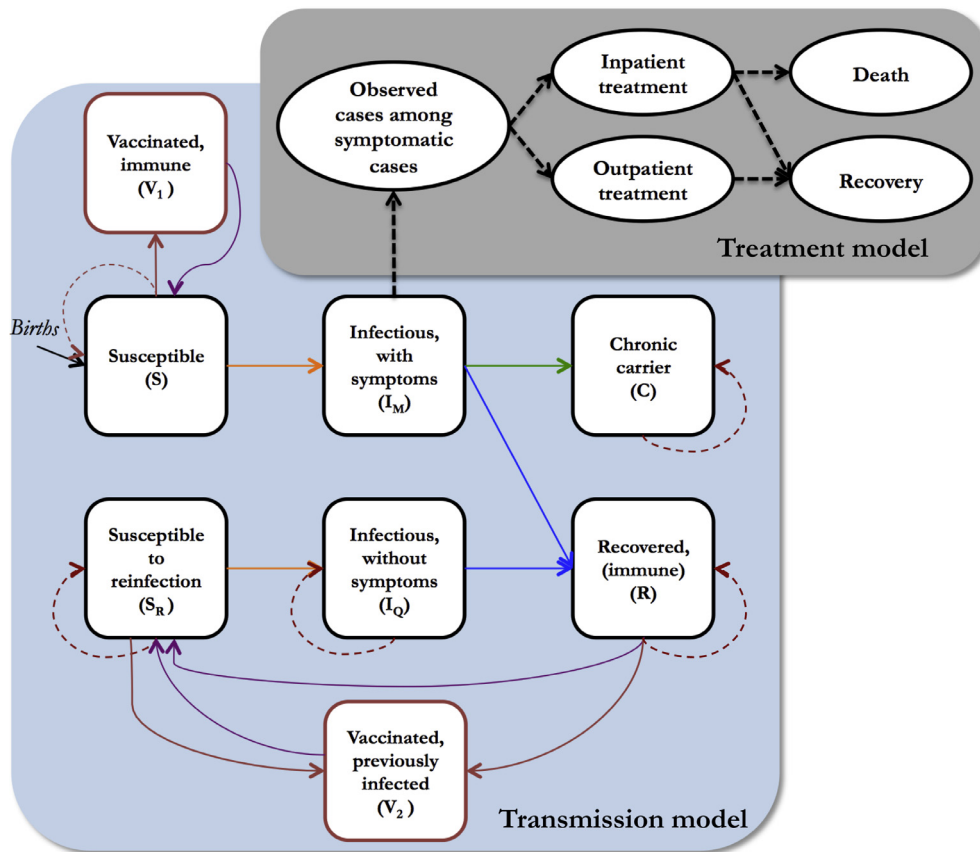 Observed
cases among
symptomatic
cases
Inpatient
treatment
Death
Outpatient
treatment
Recovery
Treatment model
Vaccinated,
immune
(V1)
Births
Susceptible
(S)
Infectious,
with
symptoms
(IM)
Chronic
carrier
(C)
Susceptible
to
reinfection
(SR)
Infectious,
without
symptoms
(IQ)
Recovered,
(immune)
(R)
Vaccinated,
previously
infected
(V2)
Transmission model